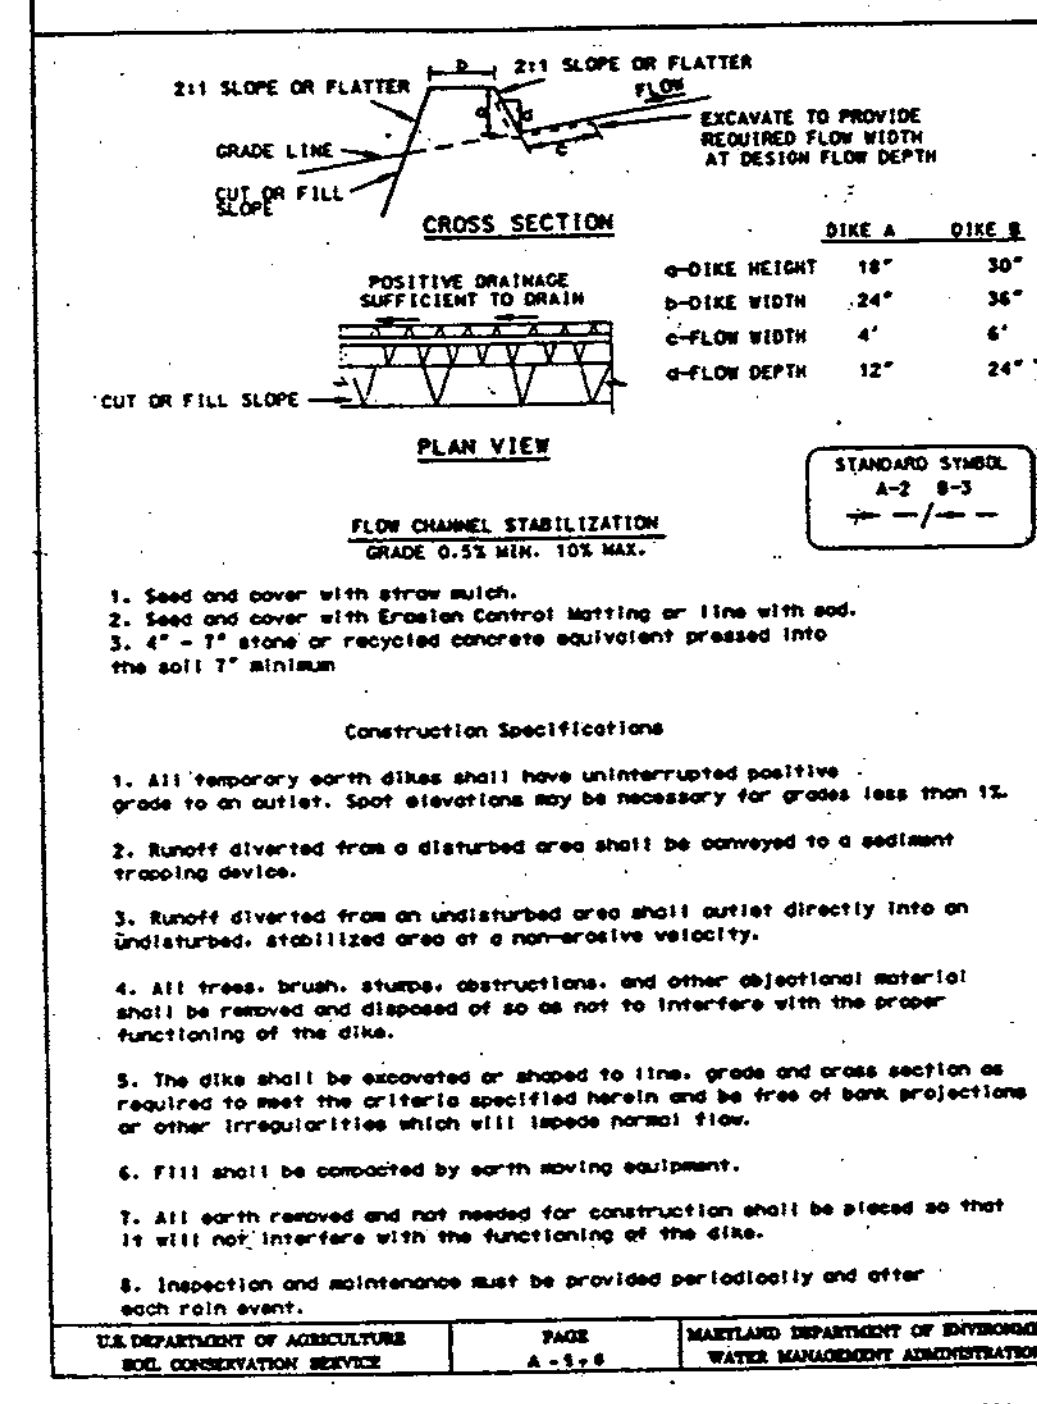 b
2:1 SLOPE OR FLATTER
2:1 SLOPE OR FLATTER
FLOW
a
d
EXCAVATE TO PROVIDE
REQUIRED FLOW WIDTH
AT DESIGN FLOW DEPTH
GRADE LINE
c
CUT OR FILL
SLOPE
CROSS SECTION
DIKE A DIKE B
a-DIKE HEIGHT 18" 30"
b-DIKE WIDTH 24" 36"
c-FLOW WIDTH 4' 6'
d-FLOW DEPTH 12" 24"
POSITIVE DRAINAGE
SUFFICIENT TO DRAIN
CUT OR FILL SLOPE
PLAN VIEW
STANDARD SYMBOL
A-2 B-3
FLOW CHANNEL STABILIZATION
GRADE 0.5% MIN. 10% MAX.
1. Seed and cover with straw mulch.
2. Seed and cover with Erosion Control Matting or line with sod.
3. 4" - 7" stone or recycled concrete equivalent pressed into
the soil 7" minimum
Construction Specifications
1. All temporary earth dikes shall have uninterrupted positive
grade to an outlet. Spot elevations may be necessary for grades less than 1%.
2. Runoff diverted from a disturbed area shall be conveyed to a sediment
trapping device.
3. Runoff diverted from an undisturbed area shall outlet directly into an
undisturbed, stabilized area at a non-erosive velocity.
4. All trees, brush, stumps, obstructions, and other objectional material
shall be removed and disposed of so as not to interfere with the proper
functioning of the dike.
5. The dike shall be excavated or shaped to line, grade and cross section as
required to meet the criteria specified herein and be free of bank projections
or other irregularities which will impede normal flow.
6. Fill shall be compacted by earth moving equipment.
7. All earth removed and not needed for construction shall be placed so that
it will not interfere with the functioning of the dike.
8. Inspection and maintenance must be provided periodically and after
each rain event.
U.S. DEPARTMENT OF AGRICULTURE
SOIL CONSERVATION SERVICE
PAGE
A - 1 - 6
MARYLAND DEPARTMENT OF ENVIRONME
WATER MANAGEMENT ADMINISTRATION